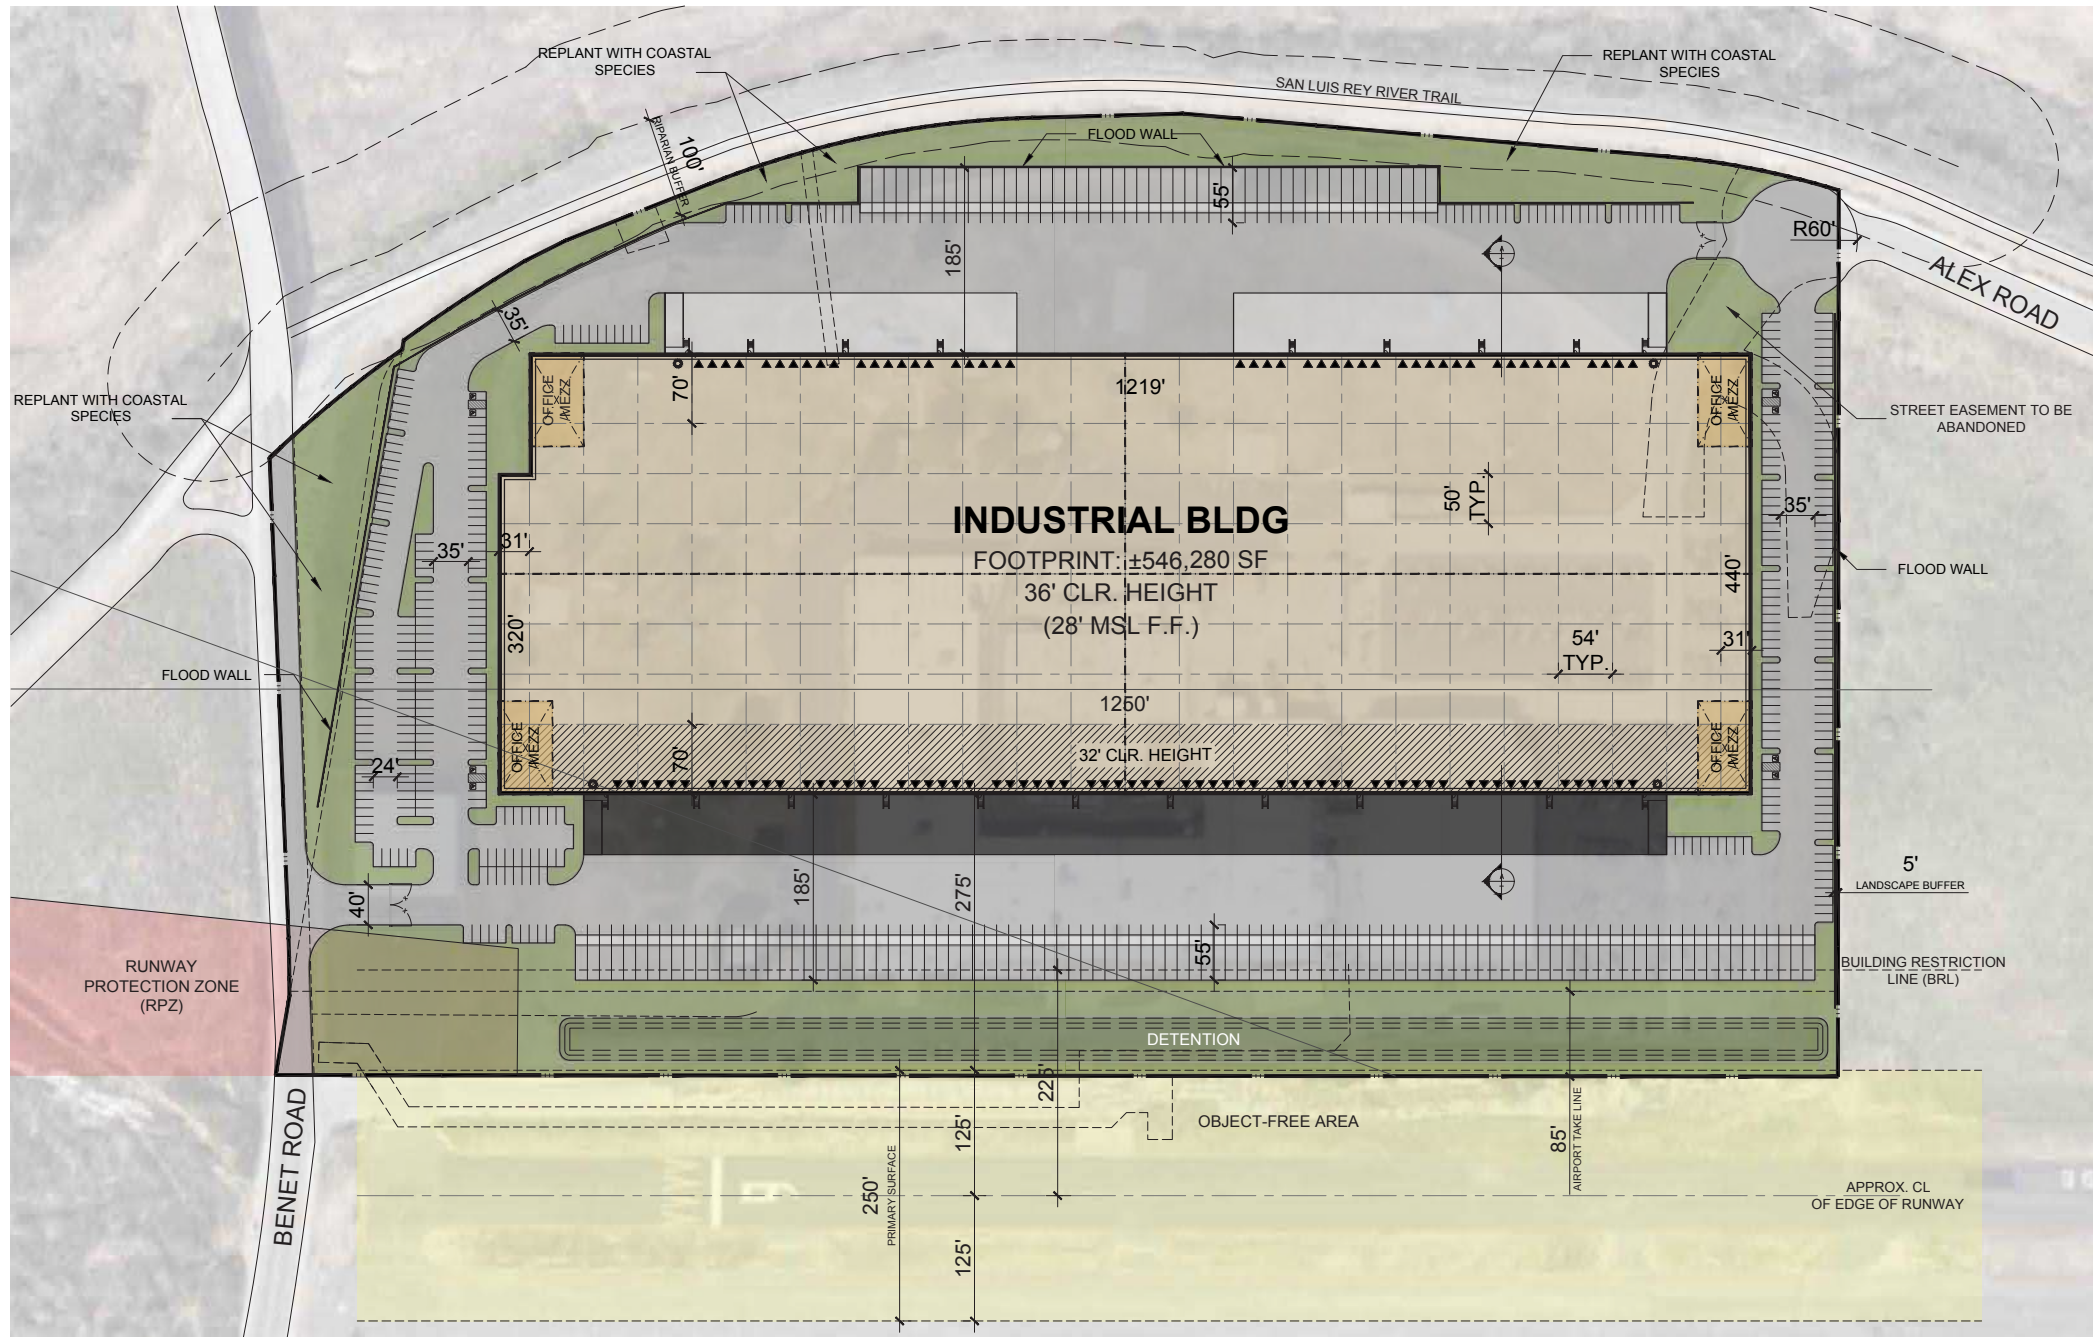 REPLANT WITH COASTAL
SPECIES
REPLANT WITH COASTAL
SPECIES
SAN LUIS REY RIVER TRAIL
100'
RIPARIAN BUFFER
FLOOD WALL
55'
R60'
185'
ALEX ROAD
35'
OFFICE
/MEZZ
70'
1219'
OFFICE
/MEZZ
REPLANT WITH COASTAL
SPECIES
STREET EASEMENT TO BE
ABANDONED
50'
TYP.
35'
INDUSTRIAL BLDG
FOOTPRINT: ±546,280 SF
36' CLR. HEIGHT
(28' MSL F.F.)
35'
31'
440'
FLOOD WALL
320'
54'
TYP.
31'
FLOOD WALL
1250'
OFFICE
/MEZZ
70'
32' CLR. HEIGHT
OFFICE
/MEZZ
24'
5'
LANDSCAPE BUFFER
40'
185'
275'
55'
RUNWAY
PROTECTION ZONE
(RPZ)
BUILDING RESTRICTION
LINE (BRL)
DETENTION
225'
BENET ROAD
125'
OBJECT-FREE AREA
85'
AIRPORT TAKE LINE
250'
PRIMARY SURFACE
9
APPROX. CL
OF EDGE OF RUNWAY
125'